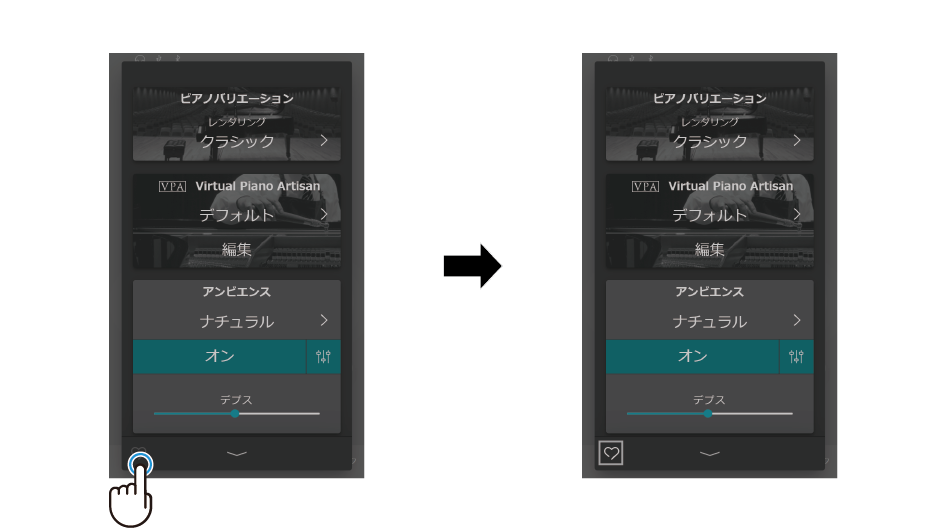 ピアノバリエーション
レンダリング
クラシック
VPA Virtual Piano Artisan
デフォルト
編集
アンビエンス
ナチュラル
オン
デプス
ピアノバリエーション
レンダリング
クラシック
VPA Virtual Piano Artisan
デフォルト
編集
アンビエンス
ナチュラル
オン
デプス